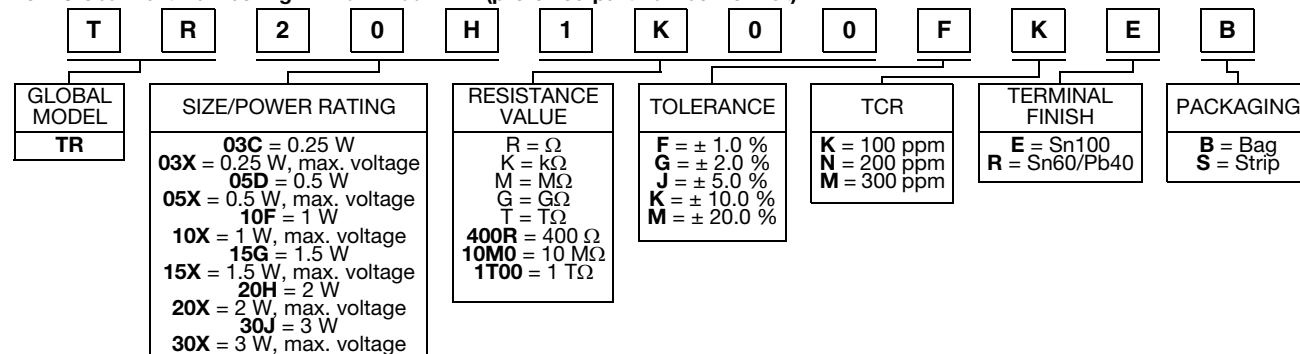 T R 2 0 H 1 K 0 0 F K E B
GLOBAL
MODEL
TR
SIZE/POWER RATING
03C = 0.25 W
03X = 0.25 W, max. voltage
05D = 0.5 W
05X = 0.5 W, max. voltage
10F = 1 W
10X = 1 W, max. voltage
15G = 1.5 W
15X = 1.5 W, max. voltage
20H = 2 W
20X = 2 W, max. voltage
30J = 3 W
30X = 3 W, max. voltage
RESISTANCE
VALUE
R = Ω
K = kΩ
M = MΩ
G = GΩ
T = TΩ
400R = 400 Ω
10M0 = 10 MΩ
1T00 = 1 TΩ
TOLERANCE
F = ± 1.0 %
G = ± 2.0 %
J = ± 5.0 %
K = ± 10.0 %
M = ± 20.0 %
TCR
K = 100 ppm
N = 200 ppm
M = 300 ppm
TERMINAL
FINISH
E = Sn100
R = Sn60/Pb40
PACKAGING
B = Bag
S = Strip